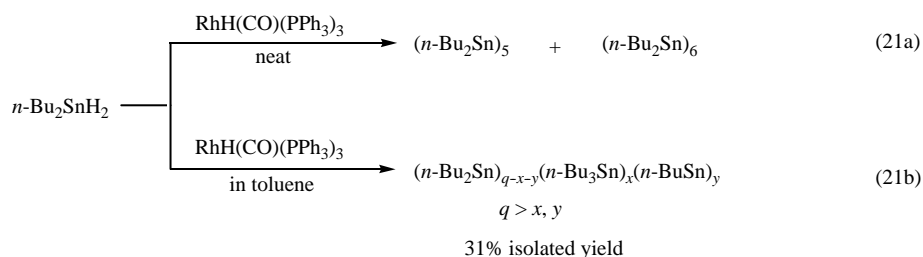 RhH(CO)(PPh3)3
neat
(n-Bu2Sn)5 + (n-Bu2Sn)6 (21a)
n-Bu2SnH2
RhH(CO)(PPh3)3
in toluene
(n-Bu2Sn)q-x-y(n-Bu3Sn)x(n-BuSn)y (21b)
q > x, y
31% isolated yield